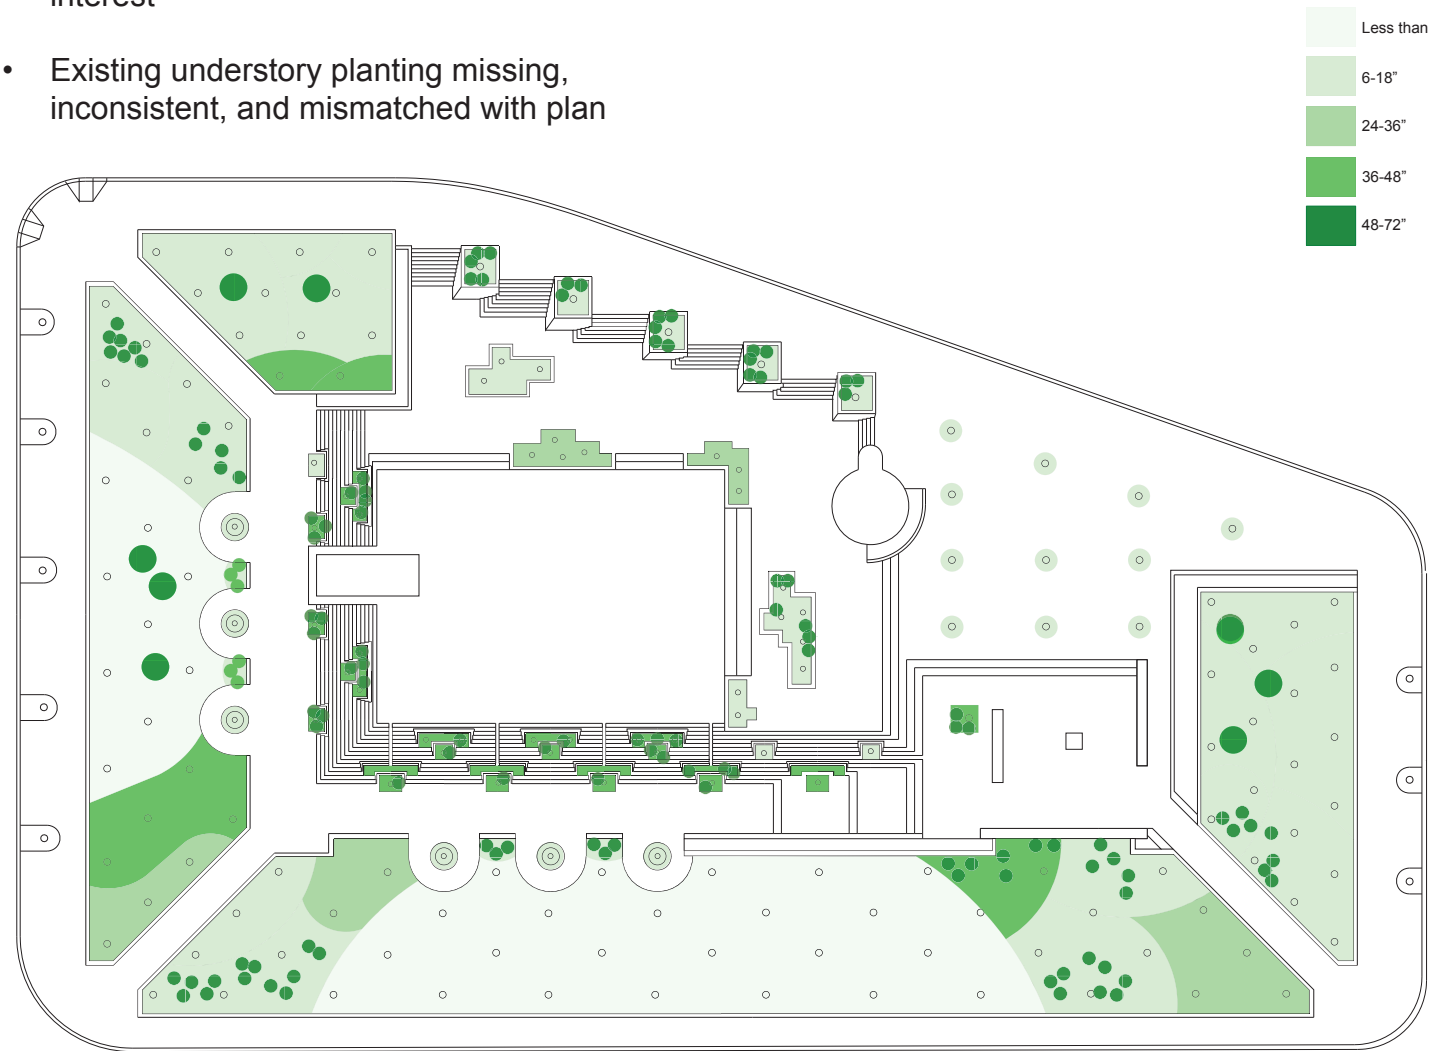 interest
• Existing understory planting missing,
inconsistent, and mismatched with plan
Less than
6-18”
24-36”
36-48”
48-72”